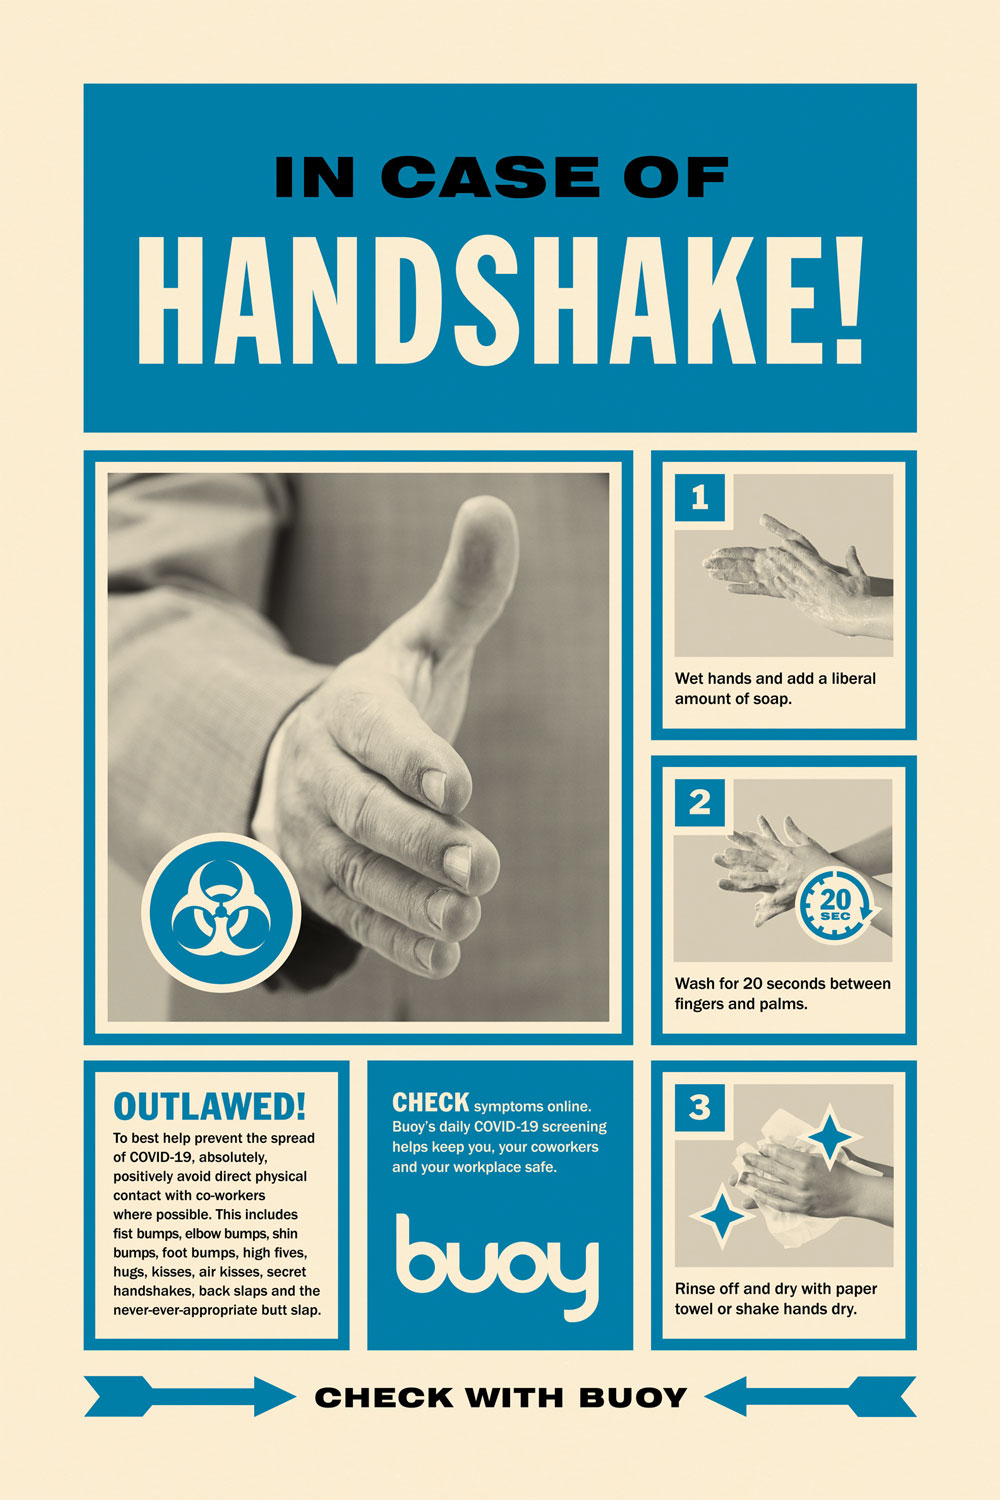 IN CASE OF
HANDSHAKE!
1
Wet hands and add a liberal
amount of soap.
2
20
SEC
Wash for 20 seconds between
fingers and palms.
OUTLAWED!
To best help prevent the spread
of COVID-19, absolutely,
positively avoid direct physical
contact with co-workers
where possible. This includes
fist bumps, elbow bumps, shin
bumps, foot bumps, high fives,
hugs, kisses, air kisses, secret
handshakes, back slaps and the
never-ever-appropriate butt slap.
CHECK symptoms online.
Buoy’s daily COVID-19 screening
helps keep you, your coworkers
and your workplace safe.
buoy
3
Rinse off and dry with paper
towel or shake hands dry.
CHECK WITH BUOY